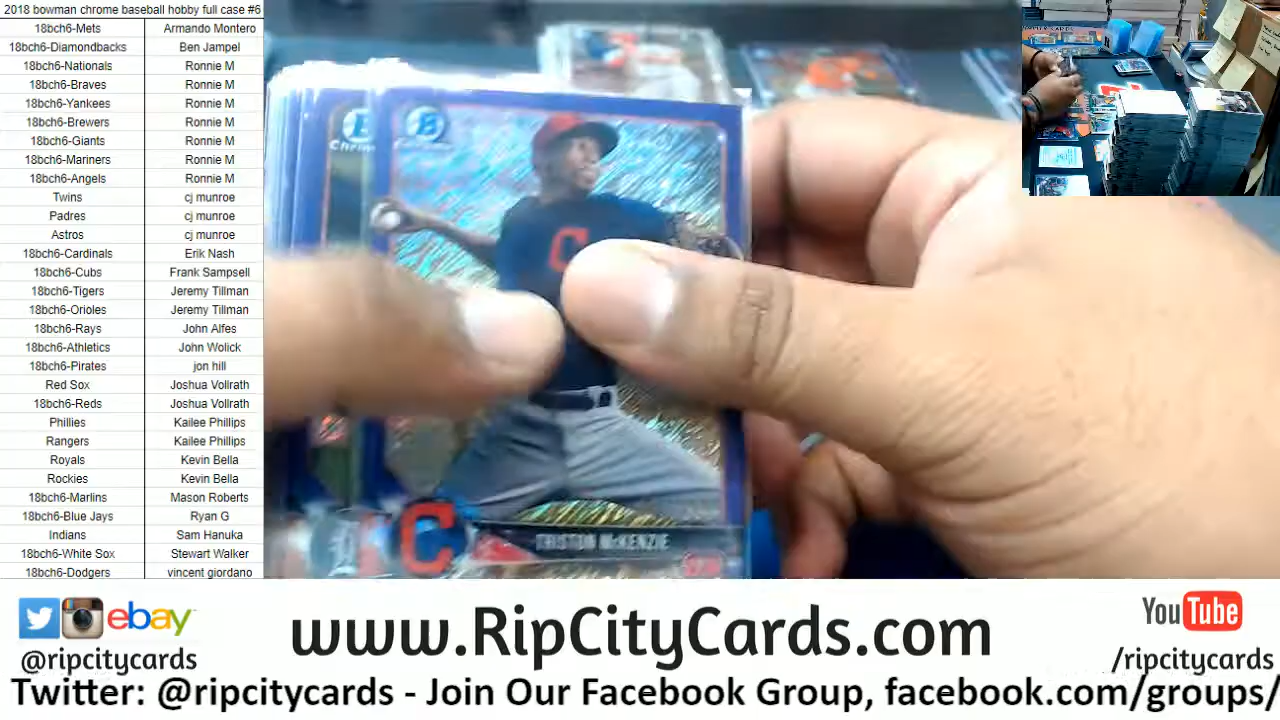 2018 bowman chrome baseball hobby full case #6
18bch6-Mets Armando Montero
18bch6-Diamondbacks Ben Jampel
18bch6-Nationals Ronnie M
18bch6-Braves Ronnie M
18bch6-Yankees Ronnie M
18bch6-Brewers Ronnie M
18bch6-Giants Ronnie M
18bch6-Mariners Ronnie M
18bch6-Angels Ronnie M
Twins cj munroe
Padres cj munroe
Astros cj munroe
18bch6-Cardinals Erik Nash
18bch6-Cubs Frank Sampsell
18bch6-Tigers Jeremy Tillman
18bch6-Orioles Jeremy Tillman
18bch6-Rays John Alfes
18bch6-Athletics John Wolick
18bch6-Pirates jon hill
Red Sox Joshua Vollrath
18bch6-Reds Joshua Vollrath
Phillies Kailee Phillips
Rangers Kailee Phillips
Royals Kevin Bella
Rockies Kevin Bella
18bch6-Marlins Mason Roberts
18bch6-Blue Jays Ryan G
Indians Sam Hanuka
18bch6-White Sox Stewart Walker
18bch6-Dodgers vincent giordano
B
C
C
TRISTON McKENZIE
ebay
@ripcitycards
www.RipCityCards.com
YouTube
/ripcitycards
Twitter: @ripcitycards - Join Our Facebook Group, facebook.com/groups/